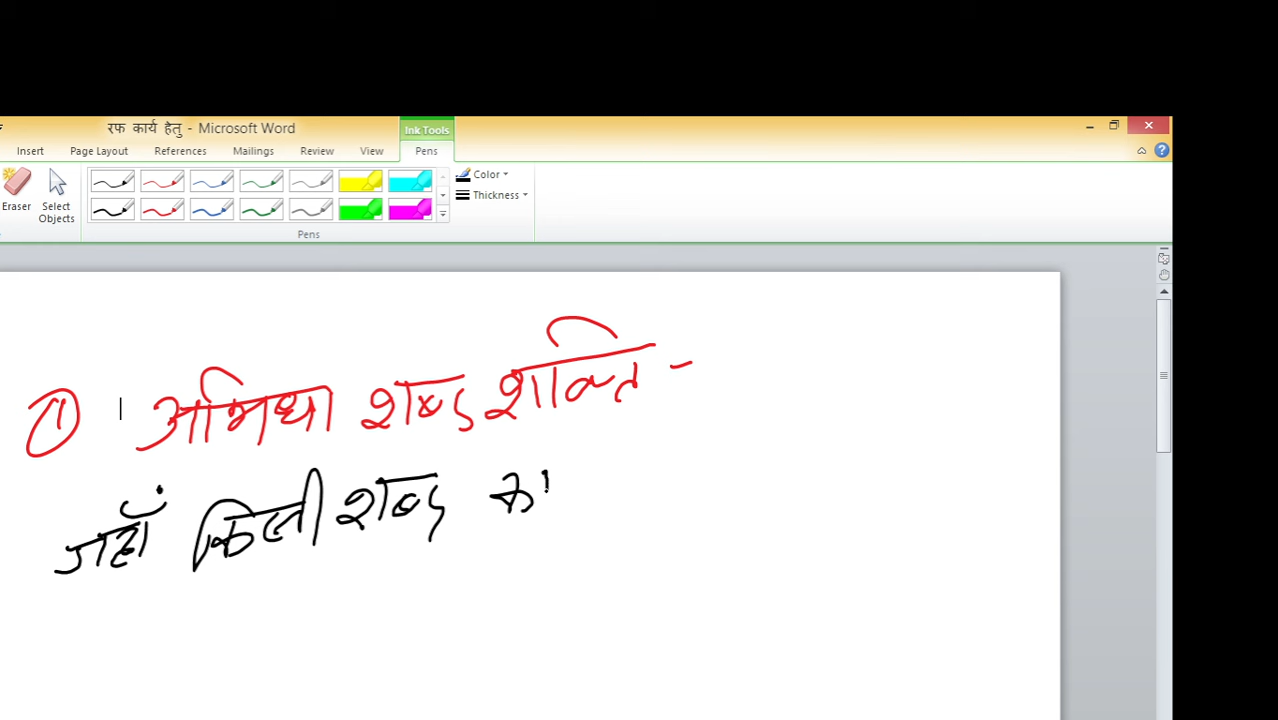 रफ कार्य हेतु - Microsoft Word
Ink Tools
Insert Page Layout References Mailings Review View Pens
Eraser
Select Objects
Color
Thickness
Pens
① अभिधा शब्द शक्ति -
जहाँ किसी शब्द क